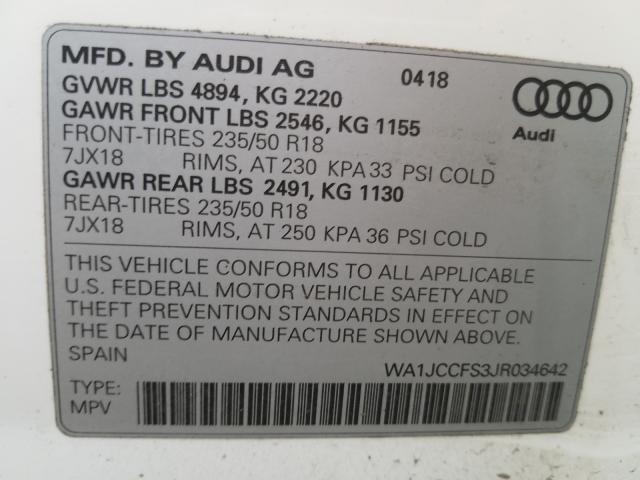 MFD. BY AUDI AG 0418
GVWR LBS 4894, KG 2220
GAWR FRONT LBS 2546, KG 1155
Audi
FRONT-TIRES 235/50 R18
7JX18 RIMS, AT 230 KPA 33 PSI COLD
GAWR REAR LBS 2491, KG 1130
REAR-TIRES 235/50 R18
7JX18 RIMS, AT 250 KPA 36 PSI COLD
THIS VEHICLE CONFORMS TO ALL APPLICABLE
U.S. FEDERAL MOTOR VEHICLE SAFETY AND
THEFT PREVENTION STANDARDS IN EFFECT ON
THE DATE OF MANUFACTURE SHOWN ABOVE.
SPAIN
WA1JCCFS3JR034642
TYPE:
MPV